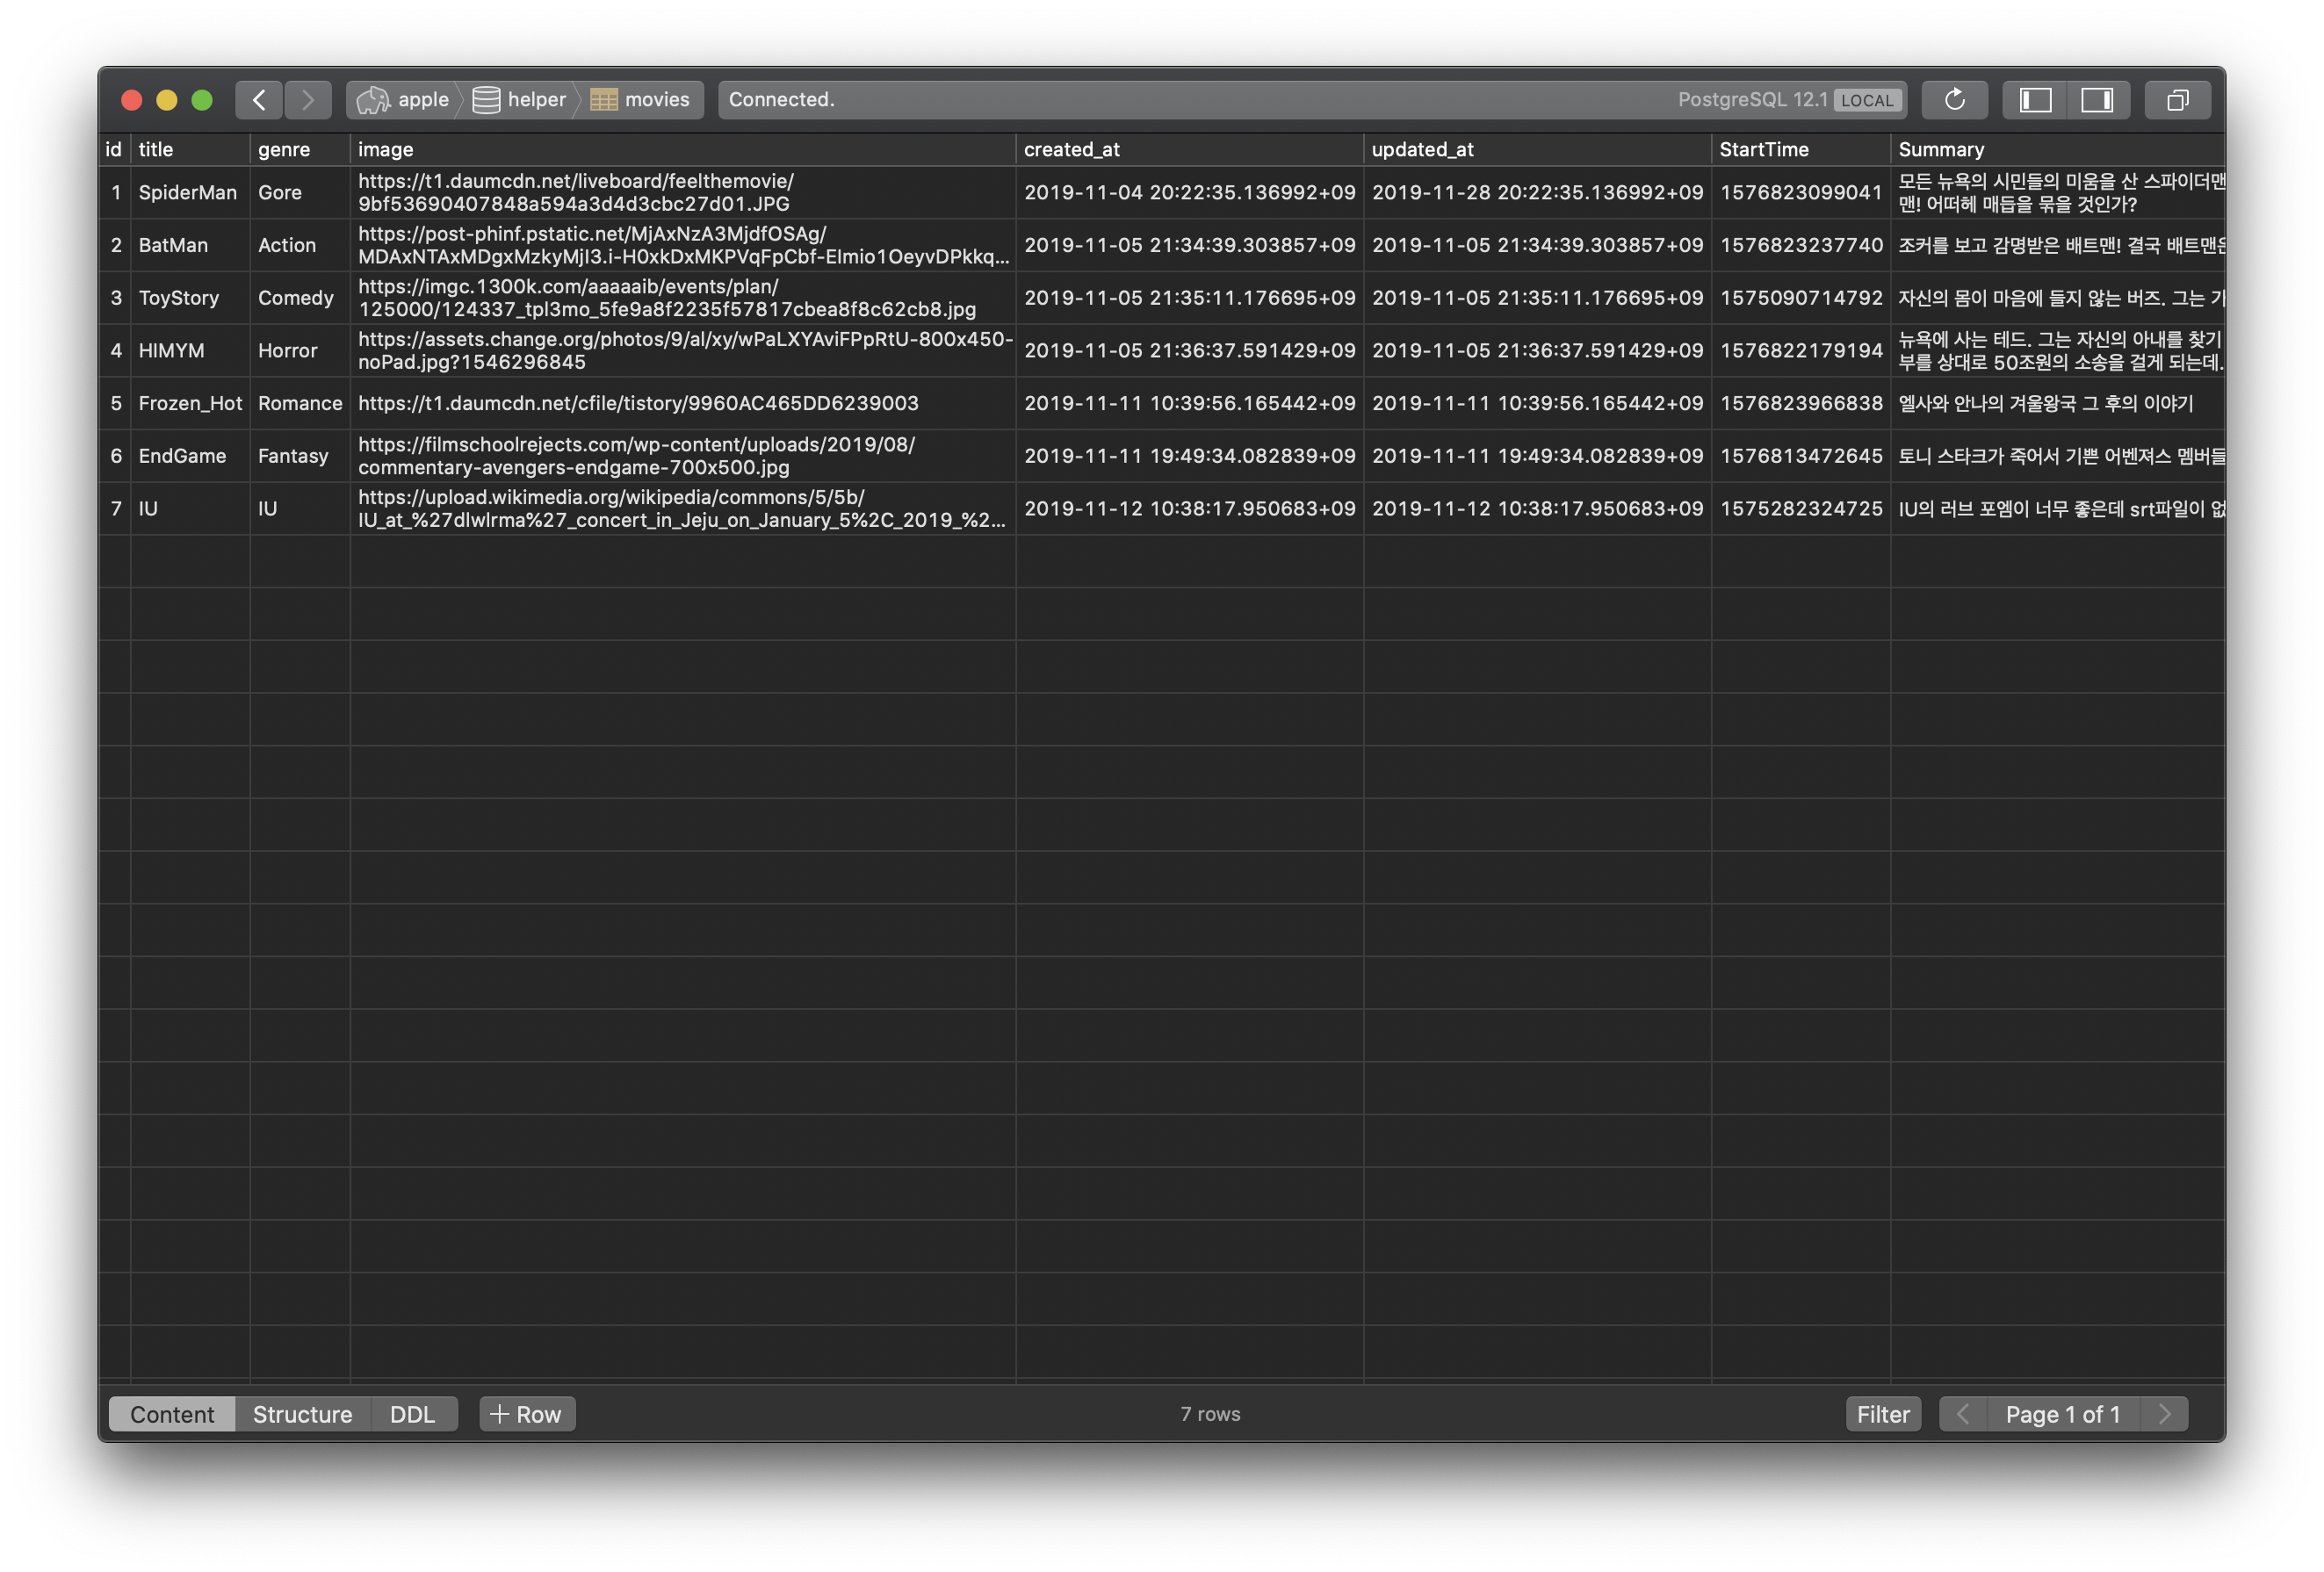 apple helper movies Connected. PostgreSQL 12.1 LOCAL
id title genre image created_at updated_at StartTime Summary
1 SpiderMan Gore https://t1.daumcdn.net/liveboard/feelthemovie/
9bf53690407848a594a3d4d3cbc27d01.JPG 2019-11-04 20:22:35.136992+09 2019-11-28 20:22:35.136992+09 1576823099041 모든 뉴욕의 시민들의 미움을 산 스파이더맨
맨! 어떠헤 매듭을 묶을 것인가?
2 BatMan Action https://post-phinf.pstatic.net/MjAxNzA3MjdfOSAg/
MDAxNTAxMDgxMzkyMjI3.i-H0xkDxMKPVqFpCbf-EImio1OeyvDPkkq... 2019-11-05 21:34:39.303857+09 2019-11-05 21:34:39.303857+09 1576823237740 조커를 보고 감명받은 배트맨! 결국 배트맨은
3 ToyStory Comedy https://imgc.1300k.com/aaaaaib/events/plan/
125000/124337_tpl3mo_5fe9a8f2235f57817cbea8f8c62cb8.jpg 2019-11-05 21:35:11.176695+09 2019-11-05 21:35:11.176695+09 1575090714792 자신의 몸이 마음에 들지 않는 버즈. 그는
4 HIMYM Horror https://assets.change.org/photos/9/al/xy/wPaLXYAviFPpRtU-800x450-
noPad.jpg?1546296845 2019-11-05 21:36:37.591429+09 2019-11-05 21:36:37.591429+09 1576822179194 뉴욕에 사는 테드. 그는 자신의 아내를 찾기
부를 상대로 50조원의 소송을 걸게 되는데.
5 Frozen_Hot Romance https://t1.daumcdn.net/cfile/tistory/9960AC465DD6239003 2019-11-11 10:39:56.165442+09 2019-11-11 10:39:56.165442+09 1576823966838 엘사와 안나의 겨울왕국 그 후의 이야기
6 EndGame Fantasy https://filmschoolrejects.com/wp-content/uploads/2019/08/
commentary-avengers-endgame-700x500.jpg 2019-11-11 19:49:34.082839+09 2019-11-11 19:49:34.082839+09 1576813472645 토니 스타크가 죽어서 기쁜 어벤져스 멤버들
7 IU IU https://upload.wikimedia.org/wikipedia/commons/5/5b/
IU_at_%27dlwlrma%27_concert_in_Jeju_on_January_5%2C_2019_%2... 2019-11-12 10:38:17.950683+09 2019-11-12 10:38:17.950683+09 1575282324725 IU의 러브 포엠이 너무 좋은데 srt파일이 없
Content Structure DDL + Row 7 rows Filter Page 1 of 1